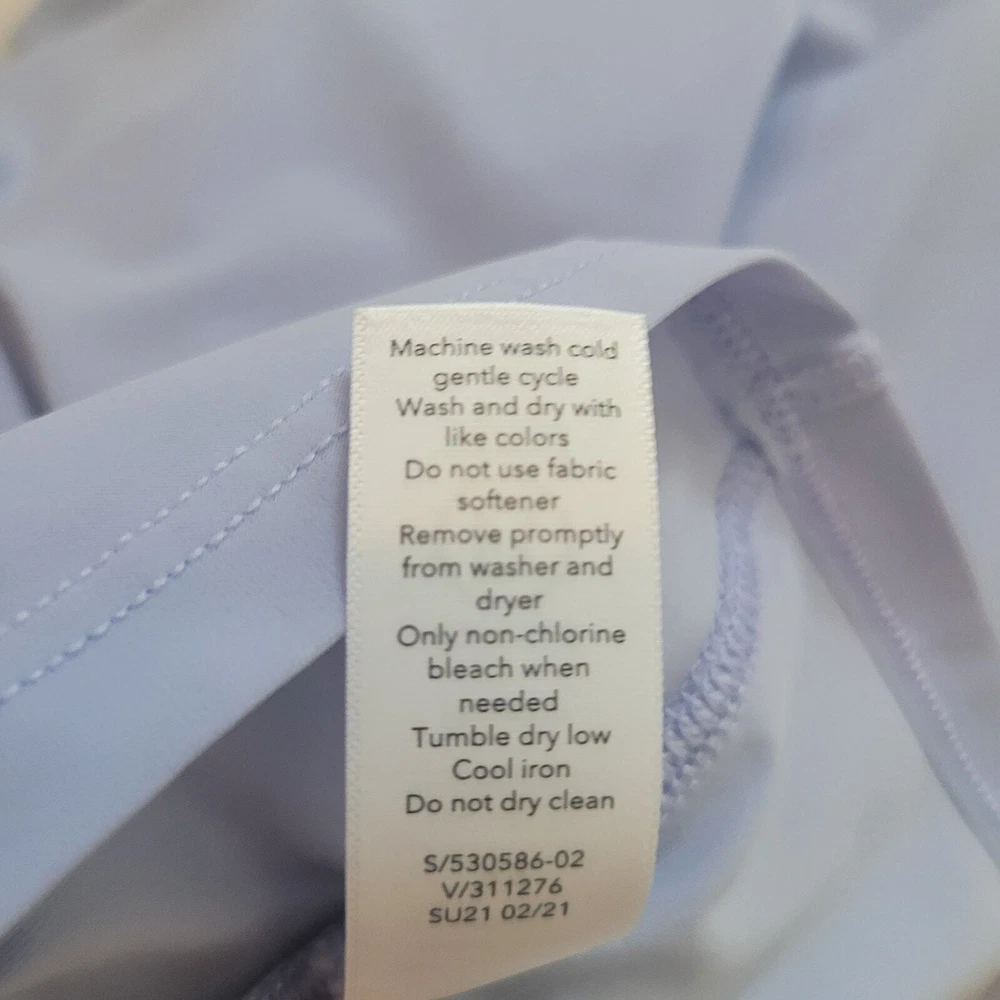 Machine wash cold
gentle cycle
Wash and dry with
like colors
Do not use fabric
softener
Remove promptly
from washer and
dryer
Only non-chlorine
bleach when
needed
Tumble dry low
Cool iron
Do not dry clean
S/530586-02
V/311276
SU21 02/21